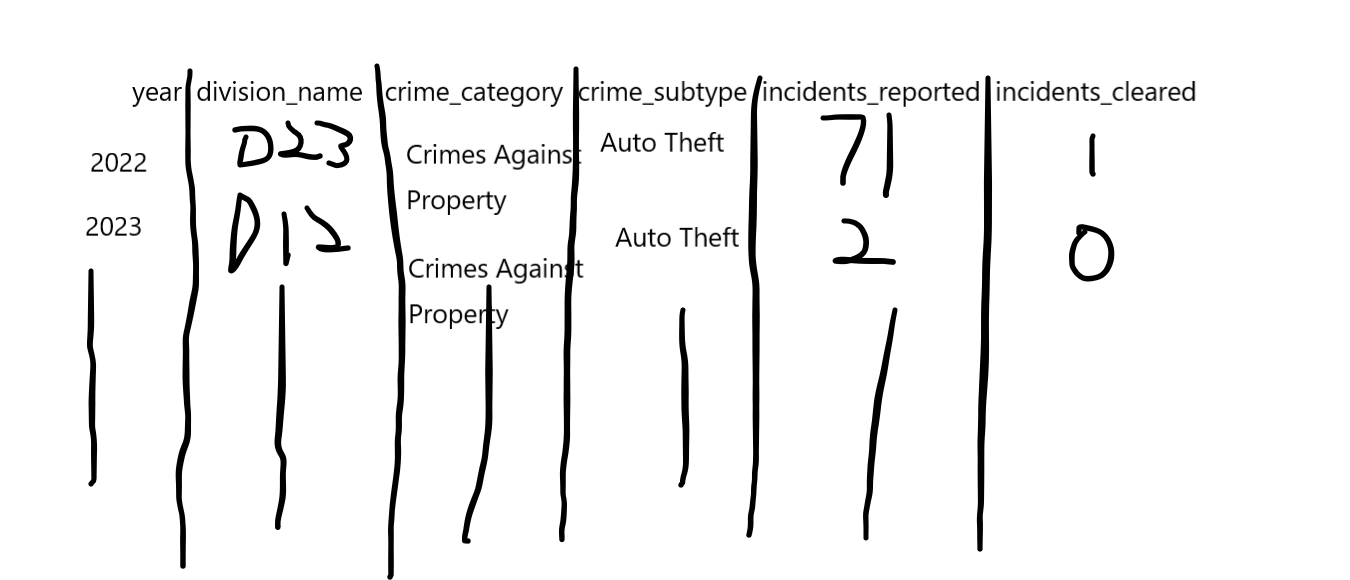 year division_name crime_category crime_subtype incidents_reported incidents_cleared
2022 D23 Crimes Against Auto Theft 71 1
Property
2023 D12 Auto Theft 2 0
Crimes Against
Property